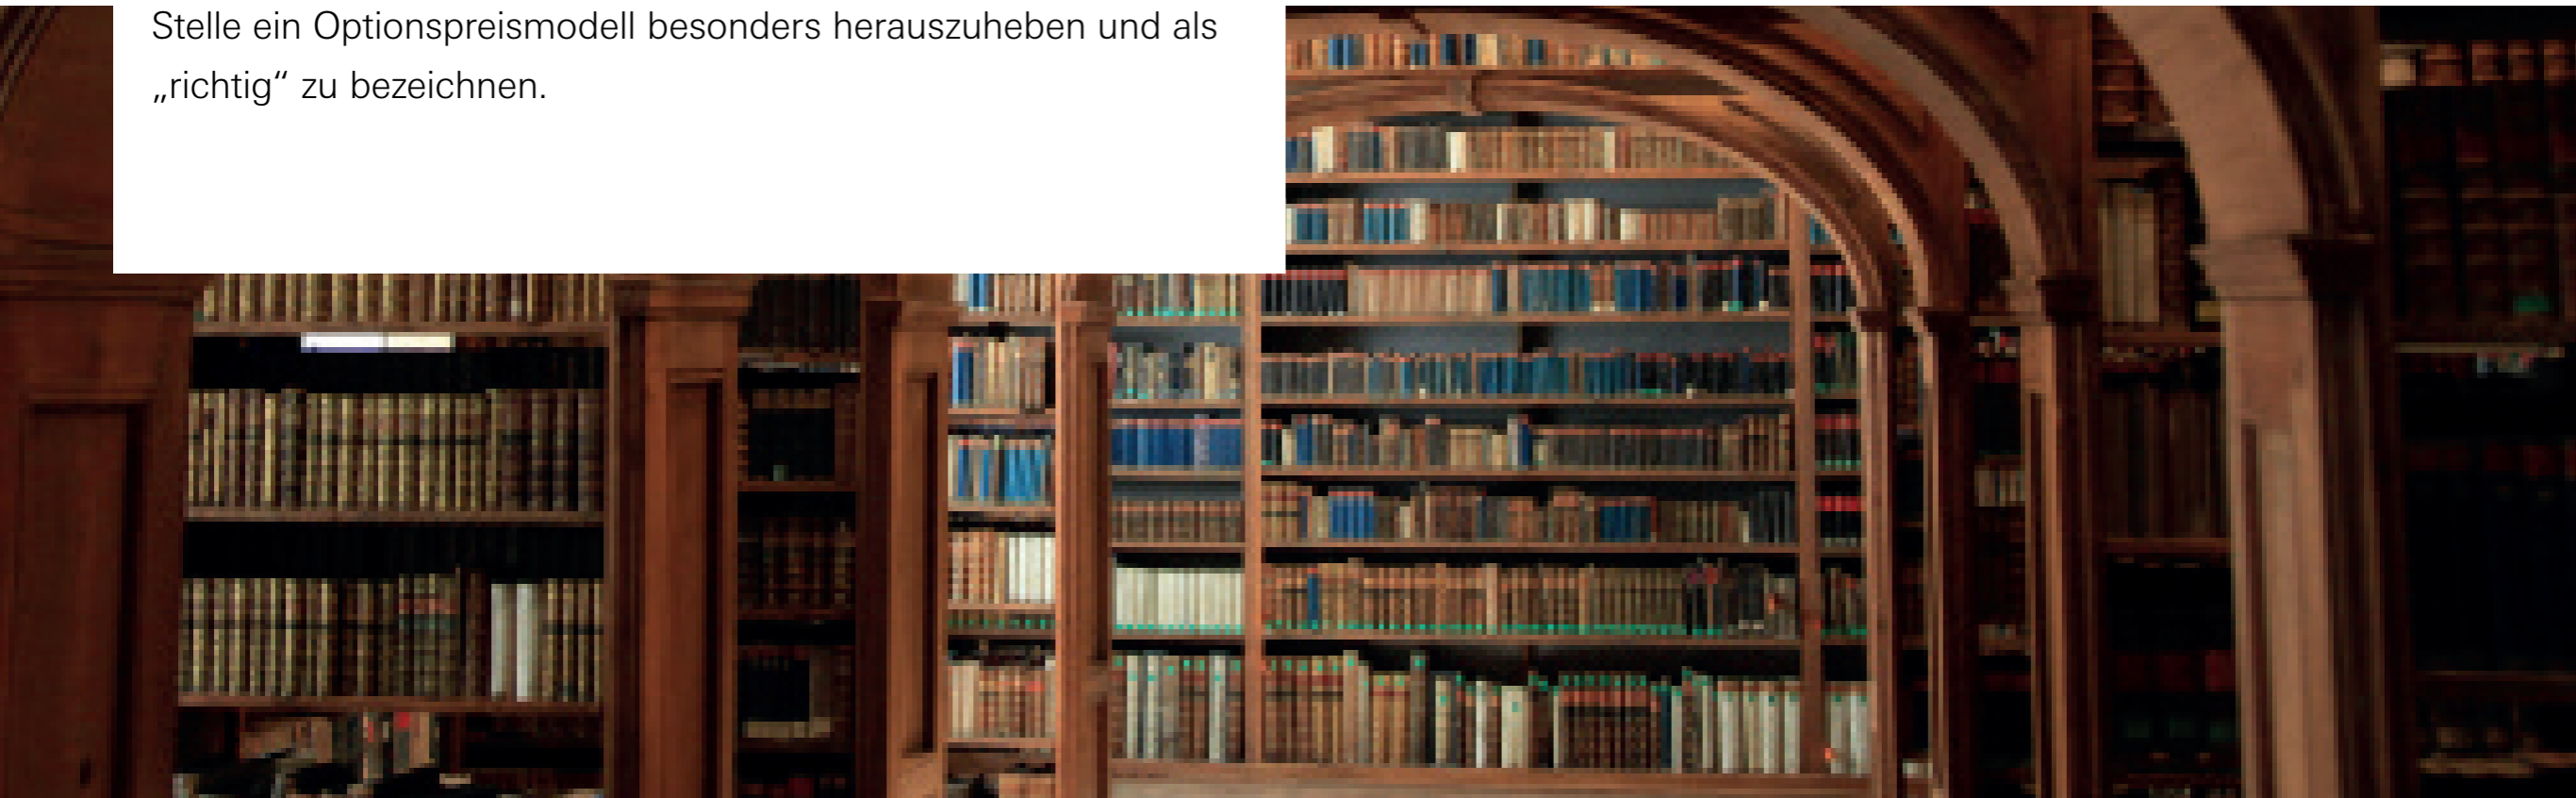 Stelle ein Optionspreismodell besonders herauszuheben und als
„richtig“ zu bezeichnen.